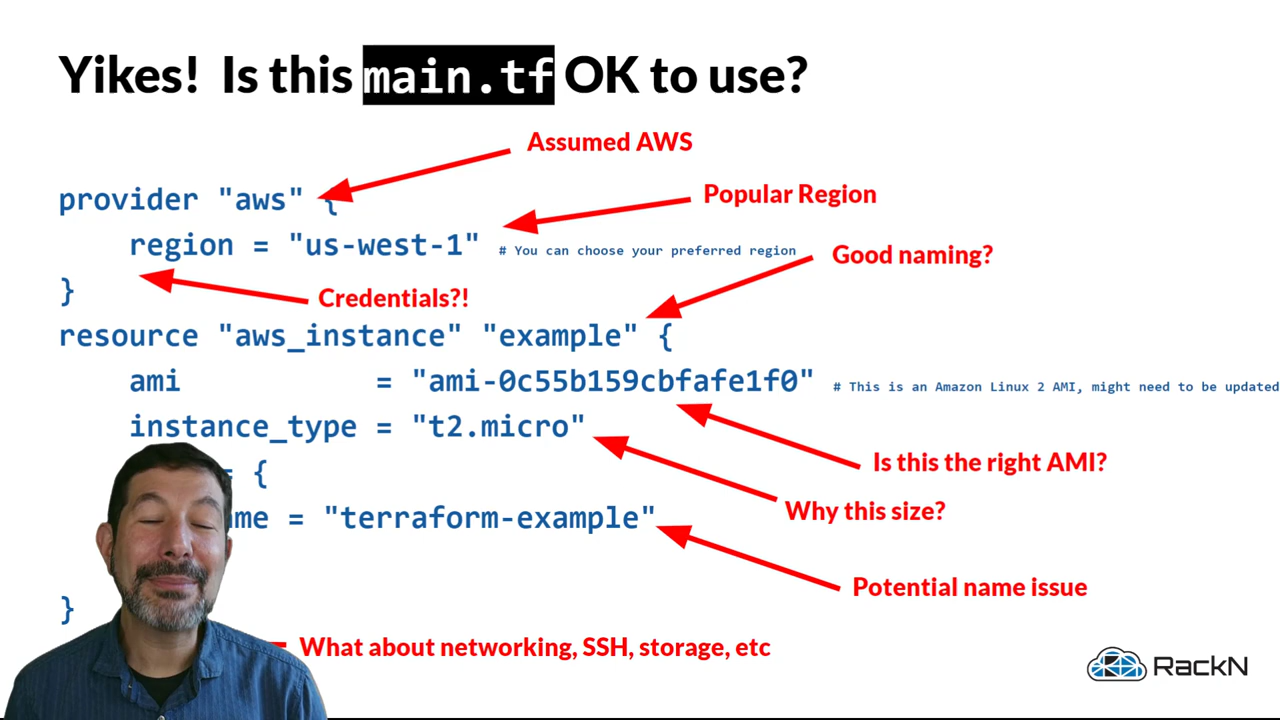 Yikes! Is this main.tf OK to use?
Assumed AWS
provider "aws" {
Popular Region
region = "us-west-1" # You can choose your preferred region
Good naming?
}
Credentials?!
resource "aws_instance" "example" {
ami = "ami-0c55b159cbfafe1f0" # This is an Amazon Linux 2 AMI, might need to be updated
instance_type = "t2.micro"
Is this the right AMI?
= {
Why this size?
me = "terraform-example"
Potential name issue
}
What about networking, SSH, storage, etc
RackN